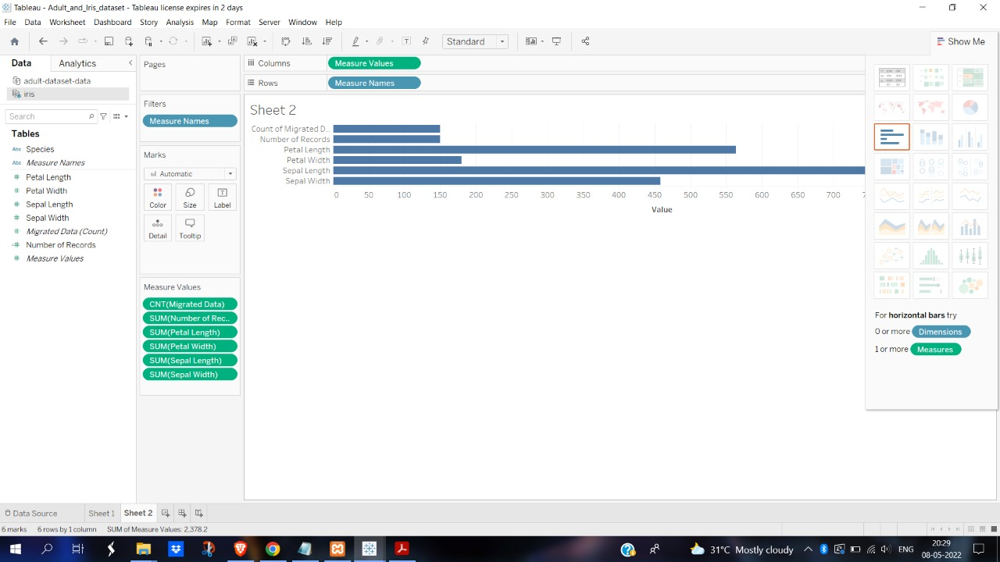 Tableau - Adult_and_Iris_dataset - Tableau license expires in 2 days
File Data Worksheet Dashboard Story Analysis Map Format Server Window Help
Standard
Show Me
Data Analytics
adult-dataset-data
iris
Search
Tables
Abc Species
Abc Measure Names
Petal Length
Petal Width
Sepal Length
Sepal Width
Migrated Data (Count)
Number of Records
Measure Values
Pages
Filters
Measure Names
Marks
Automatic
Color Size Label
Detail Tooltip
Measure Values
CNT(Migrated Data)
SUM(Number of Rec..
SUM(Petal Length)
SUM(Petal Width)
SUM(Sepal Length)
SUM(Sepal Width)
Columns Measure Values
Rows Measure Names
Sheet 2
Count of Migrated D..
Number of Records
Petal Length
Petal Width
Sepal Length
Sepal Width
0 50 100 150 200 250 300 350 400 450 500 550 600 650 700
Value
For horizontal bars try
0 or more Dimensions
1 or more Measures
Data Source Sheet 1 Sheet 2
6 marks 6 rows by 1 column SUM of Measure Values: 2,378.2
31°C Mostly cloudy
ENG
20:29
08-05-2022